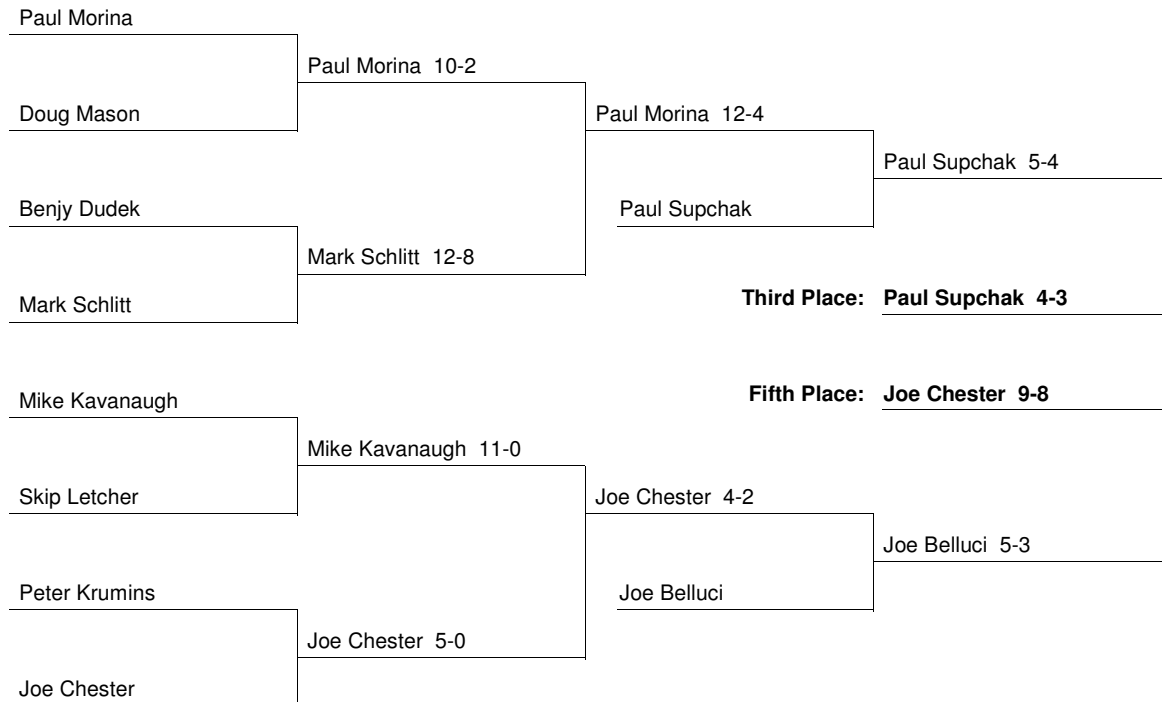 Paul Morina
Paul Morina 10-2
Doug Mason
Paul Morina 12-4
Paul Supchak 5-4
Benjy Dudek
Paul Supchak
Mark Schlitt 12-8
Mark Schlitt
Third Place: Paul Supchak 4-3
Mike Kavanaugh
Fifth Place: Joe Chester 9-8
Mike Kavanaugh 11-0
Skip Letcher
Joe Chester 4-2
Joe Belluci 5-3
Peter Krumins
Joe Belluci
Joe Chester 5-0
Joe Chester